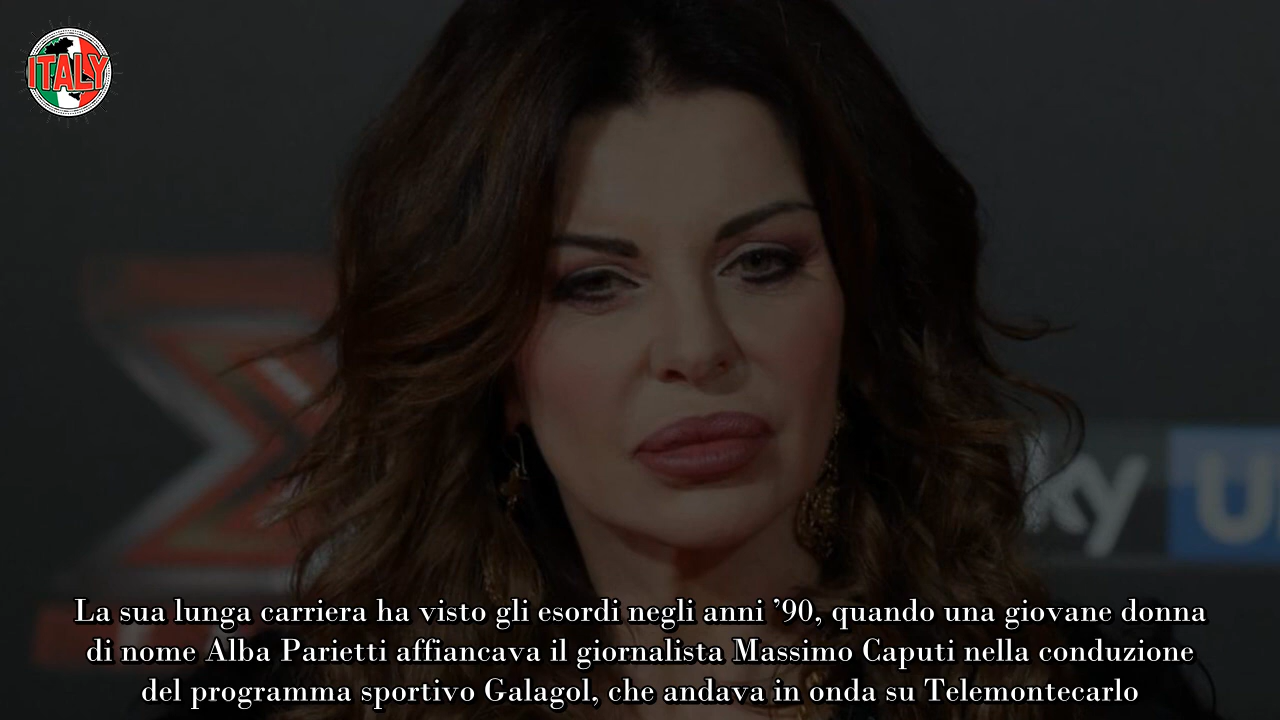 ITALY
ky U
La sua lunga carriera ha visto gli esordi negli anni ’90, quando una giovane donna
di nome Alba Parietti affiancava il giornalista Massimo Caputi nella conduzione
del programma sportivo Galagol, che andava in onda su Telemontecarlo